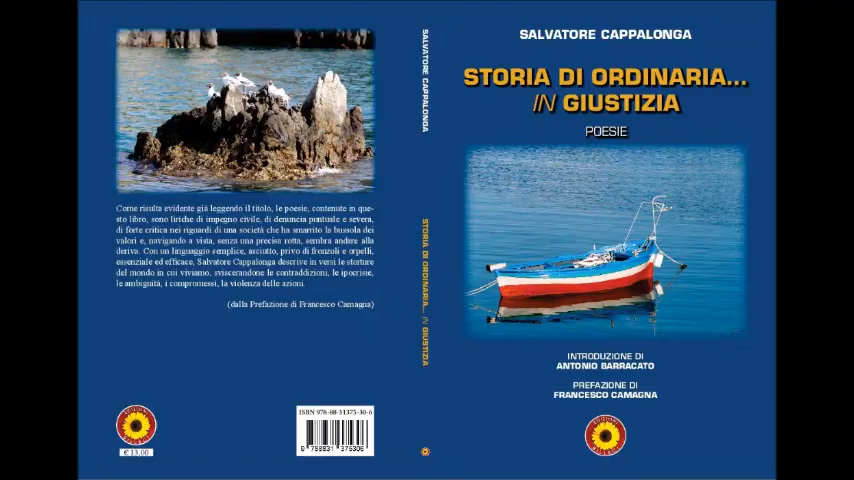 Come risulta evidente già leggendo il titolo, le poesie, contenute in que-
sto libro, sono liriche di impegno civile, di denuncia puntuale e severa,
di forte critica nei riguardi di una società che ha smarrito la bussola dei
valori e, navigando a vista, senza una precisa rotta, sembra andare alla
deriva. Con un linguaggio semplice, asciutto, privo di fronzoli e orpelli,
essenziale ed efficace, Salvatore Cappalonga descrive in versi le storture
del mondo in cui viviamo, sviscerandone le contraddizioni, le ipocrisie,
le ambiguità, i compromessi, la violenza delle azioni.
(dalla Prefazione di Francesco Camagna)
€ 13,00
ISBN 978-88-31375-30-6
9 788831 375306
SALVATORE CAPPALONGA
STORIA DI ORDINARIA... IN GIUSTIZIA
SALVATORE CAPPALONGA
STORIA DI ORDINARIA...
IN GIUSTIZIA
POESIE
INTRODUZIONE DI
ANTONIO BARRACATO
PREFAZIONE DI
FRANCESCO CAMAGNA